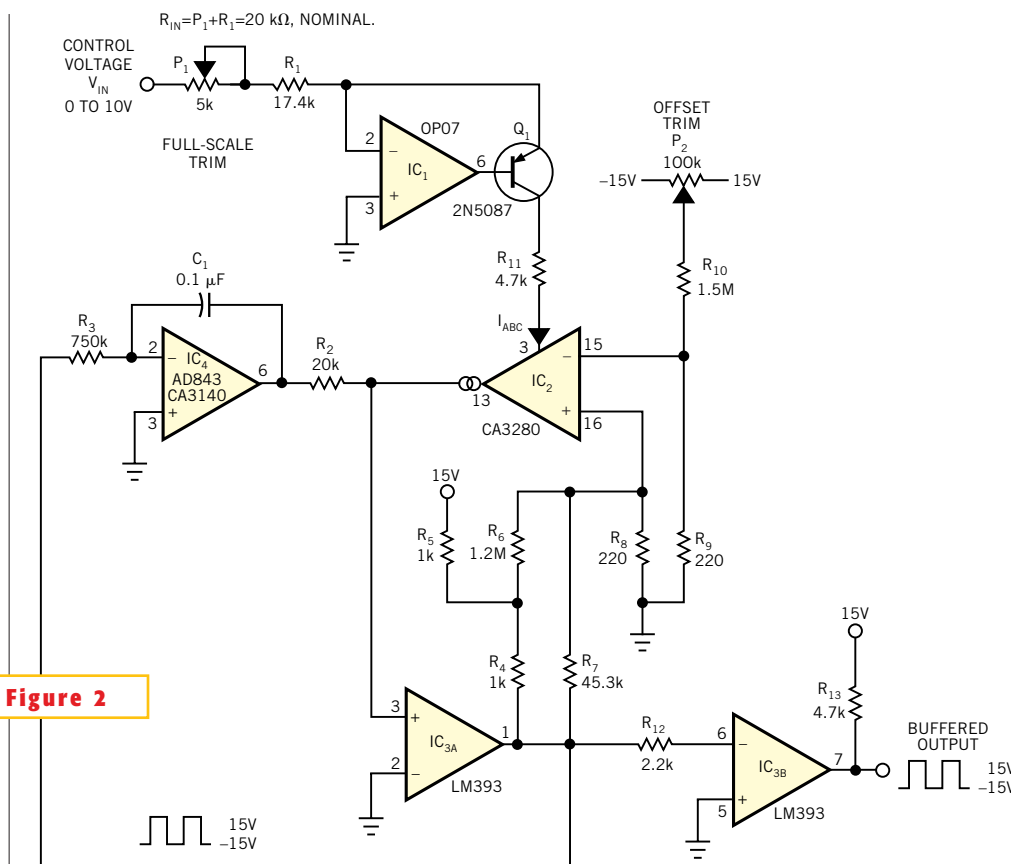 R_IN=P_1+R_1=20 kΩ, NOMINAL.
CONTROL
VOLTAGE
V_IN
0 TO 10V
P_1
5k
R_1
17.4k
FULL-SCALE
TRIM
OP07
2
−
IC_1
6
+
3
Q_1
2N5087
OFFSET
TRIM
P_2
100k
−15V
15V
R_11
4.7k
R_10
1.5M
C_1
0.1 µF
R_3
750k
2
−
IC_4
AD843
CA3140
6
+
3
R_2
20k
I_ABC
3
−
15
IC_2
+
16
13
CA3280
15V
R_5
1k
R_6
1.2M
R_8
220
R_9
220
R_4
1k
R_7
45.3k
15V
R_13
4.7k
Figure 2
3
+
IC_3A
1
2
−
LM393
R_12
2.2k
6
−
IC_3B
7
+
5
LM393
BUFFERED
OUTPUT
15V
−15V
15V
−15V